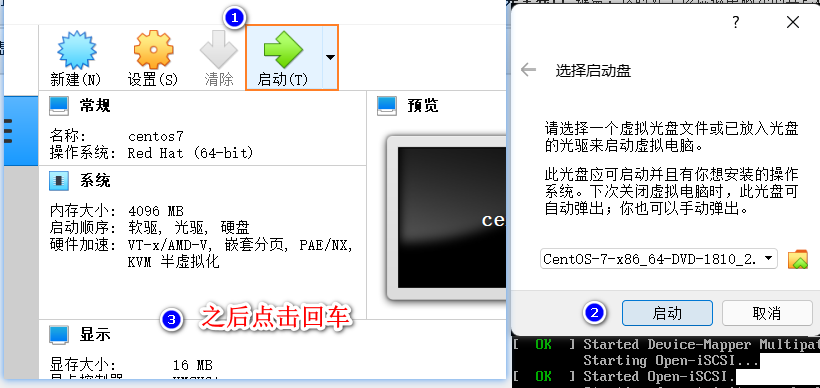 1
新建(N)
设置(S)
清除
启动(T)
常规
预览
名称: centos7
操作系统: Red Hat (64-bit)
系统
内存大小: 4096 MB
启动顺序: 软驱, 光驱, 硬盘
硬件加速: VT-x/AMD-V, 嵌套分页, PAE/NX,
KVM 半虚拟化
ce
3
之后点击回车
显示
显存大小: 16 MB
?
选择启动盘
请选择一个虚拟光盘文件或已放入光盘
的光驱来启动虚拟电脑。
此光盘应可启动并且有你想安装的操作
系统。下次关闭虚拟电脑时，此光盘可
自动弹出；你也可以手动弹出。
CentOS-7-x86_64-DVD-1810_2.
2
启动
取消
[ OK ] Started Device-Mapper Multipat
Starting Open-iSCSI...
[ OK ] Started Open-iSCSI.